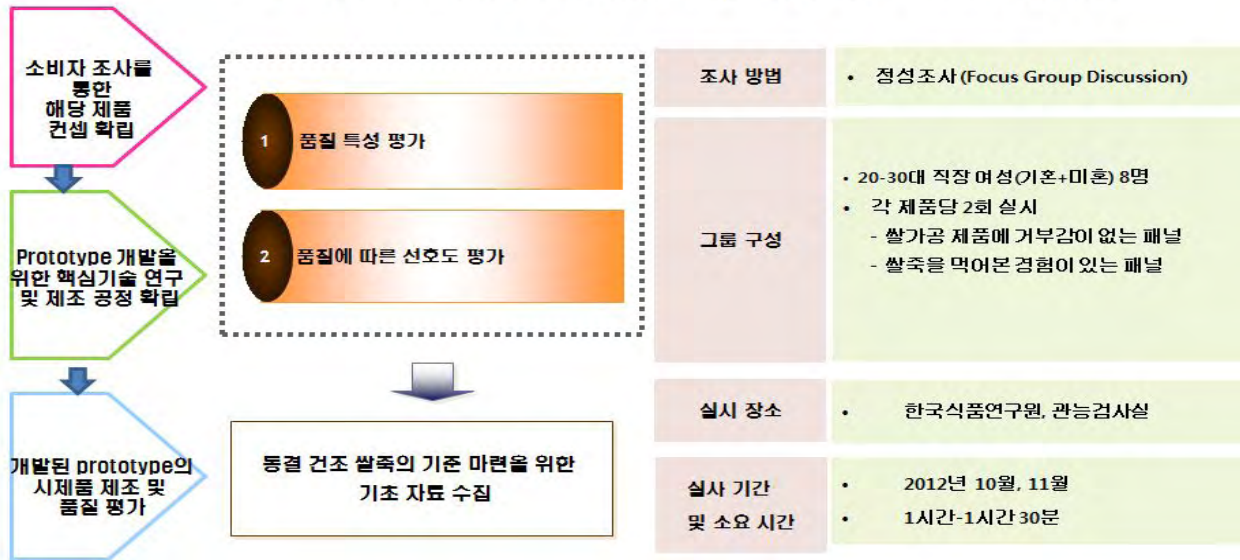 소비자 조사를
통한
해당 제품
컨셉 확립
Prototype 개발을
위한 핵심기술 연구
및 제조 공정 확립
개발된 prototype의
시제품 제조 및
품질 평가
1 품질 특성 평가
2 품질에 따른 선호도 평가
동결 건조 쌀죽의 기준 마련을 위한
기초 자료 수집
조사 방법
• 정성조사(Focus Group Discussion)
그룹 구성
• 20-30대 직장 여성(기혼+미혼) 8명
• 각 제품당 2회 실시
- 쌀가공 제품에 거부감이 없는 패널
- 쌀죽을 먹어본 경험이 있는 패널
실시 장소
• 한국식품연구원, 관능검사실
실사 기간
및 소요 시간
• 2012년 10월, 11월
• 1시간-1시간 30분